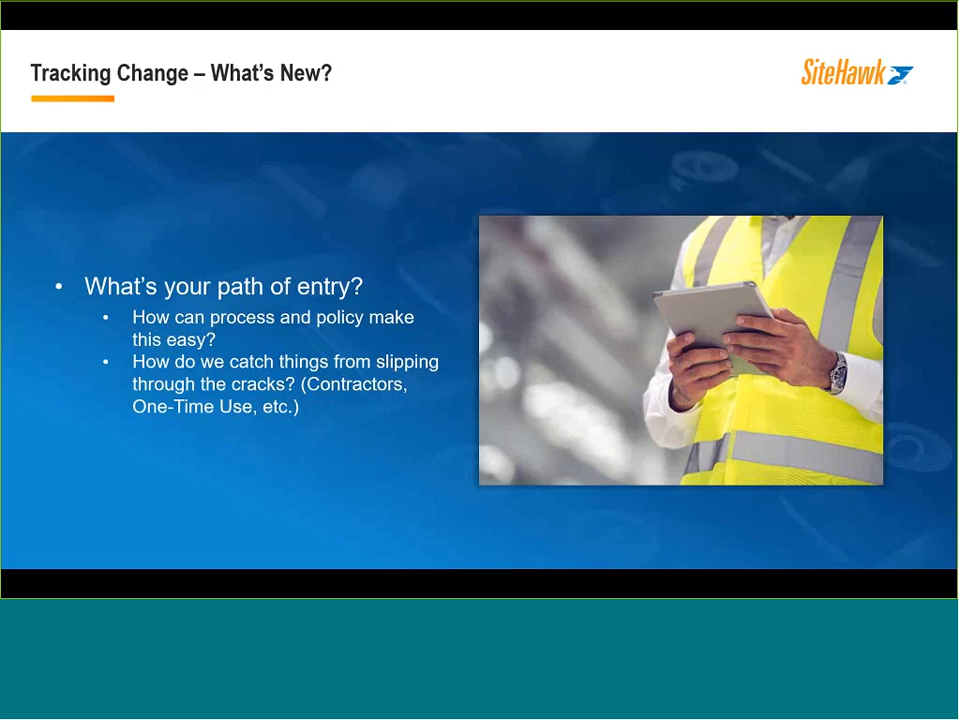 Tracking Change – What's New?
SiteHawk
• What's your path of entry?
• How can process and policy make
this easy?
• How do we catch things from slipping
through the cracks? (Contractors,
One-Time Use, etc.)